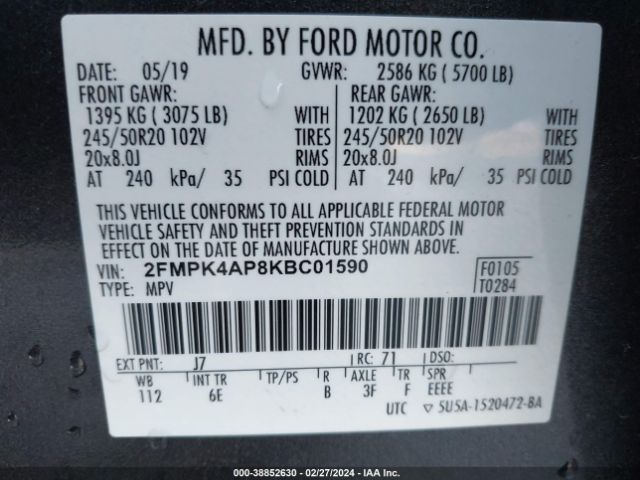 MFD. BY FORD MOTOR CO.
DATE: 05/19 GVWR: 2586 KG ( 5700 LB)
FRONT GAWR: REAR GAWR:
1395 KG ( 3075 LB) WITH 1202 KG ( 2650 LB) WITH
245/50R20 102V TIRES 245/50R20 102V TIRES
20x8.0J RIMS 20x8.0J RIMS
AT 240 kPa/ 35 PSI COLD AT 240 kPa/ 35 PSI COLD
THIS VEHICLE CONFORMS TO ALL APPLICABLE FEDERAL MOTOR
VEHICLE SAFETY AND THEFT PREVENTION STANDARDS IN
EFFECT ON THE DATE OF MANUFACTURE SHOWN ABOVE.
VIN: 2FMPK4AP8KBC01590 F0105
TYPE: MPV T0284
EXT PNT: J7 RC: 71 DSO:
WB INT TR TP/PS R AXLE TR SPR
112 6E B 3F F EEEE
UTC ▽ 5U5A-1520472-BA
000-38852630 - 02/27/2024 - IAA Inc.